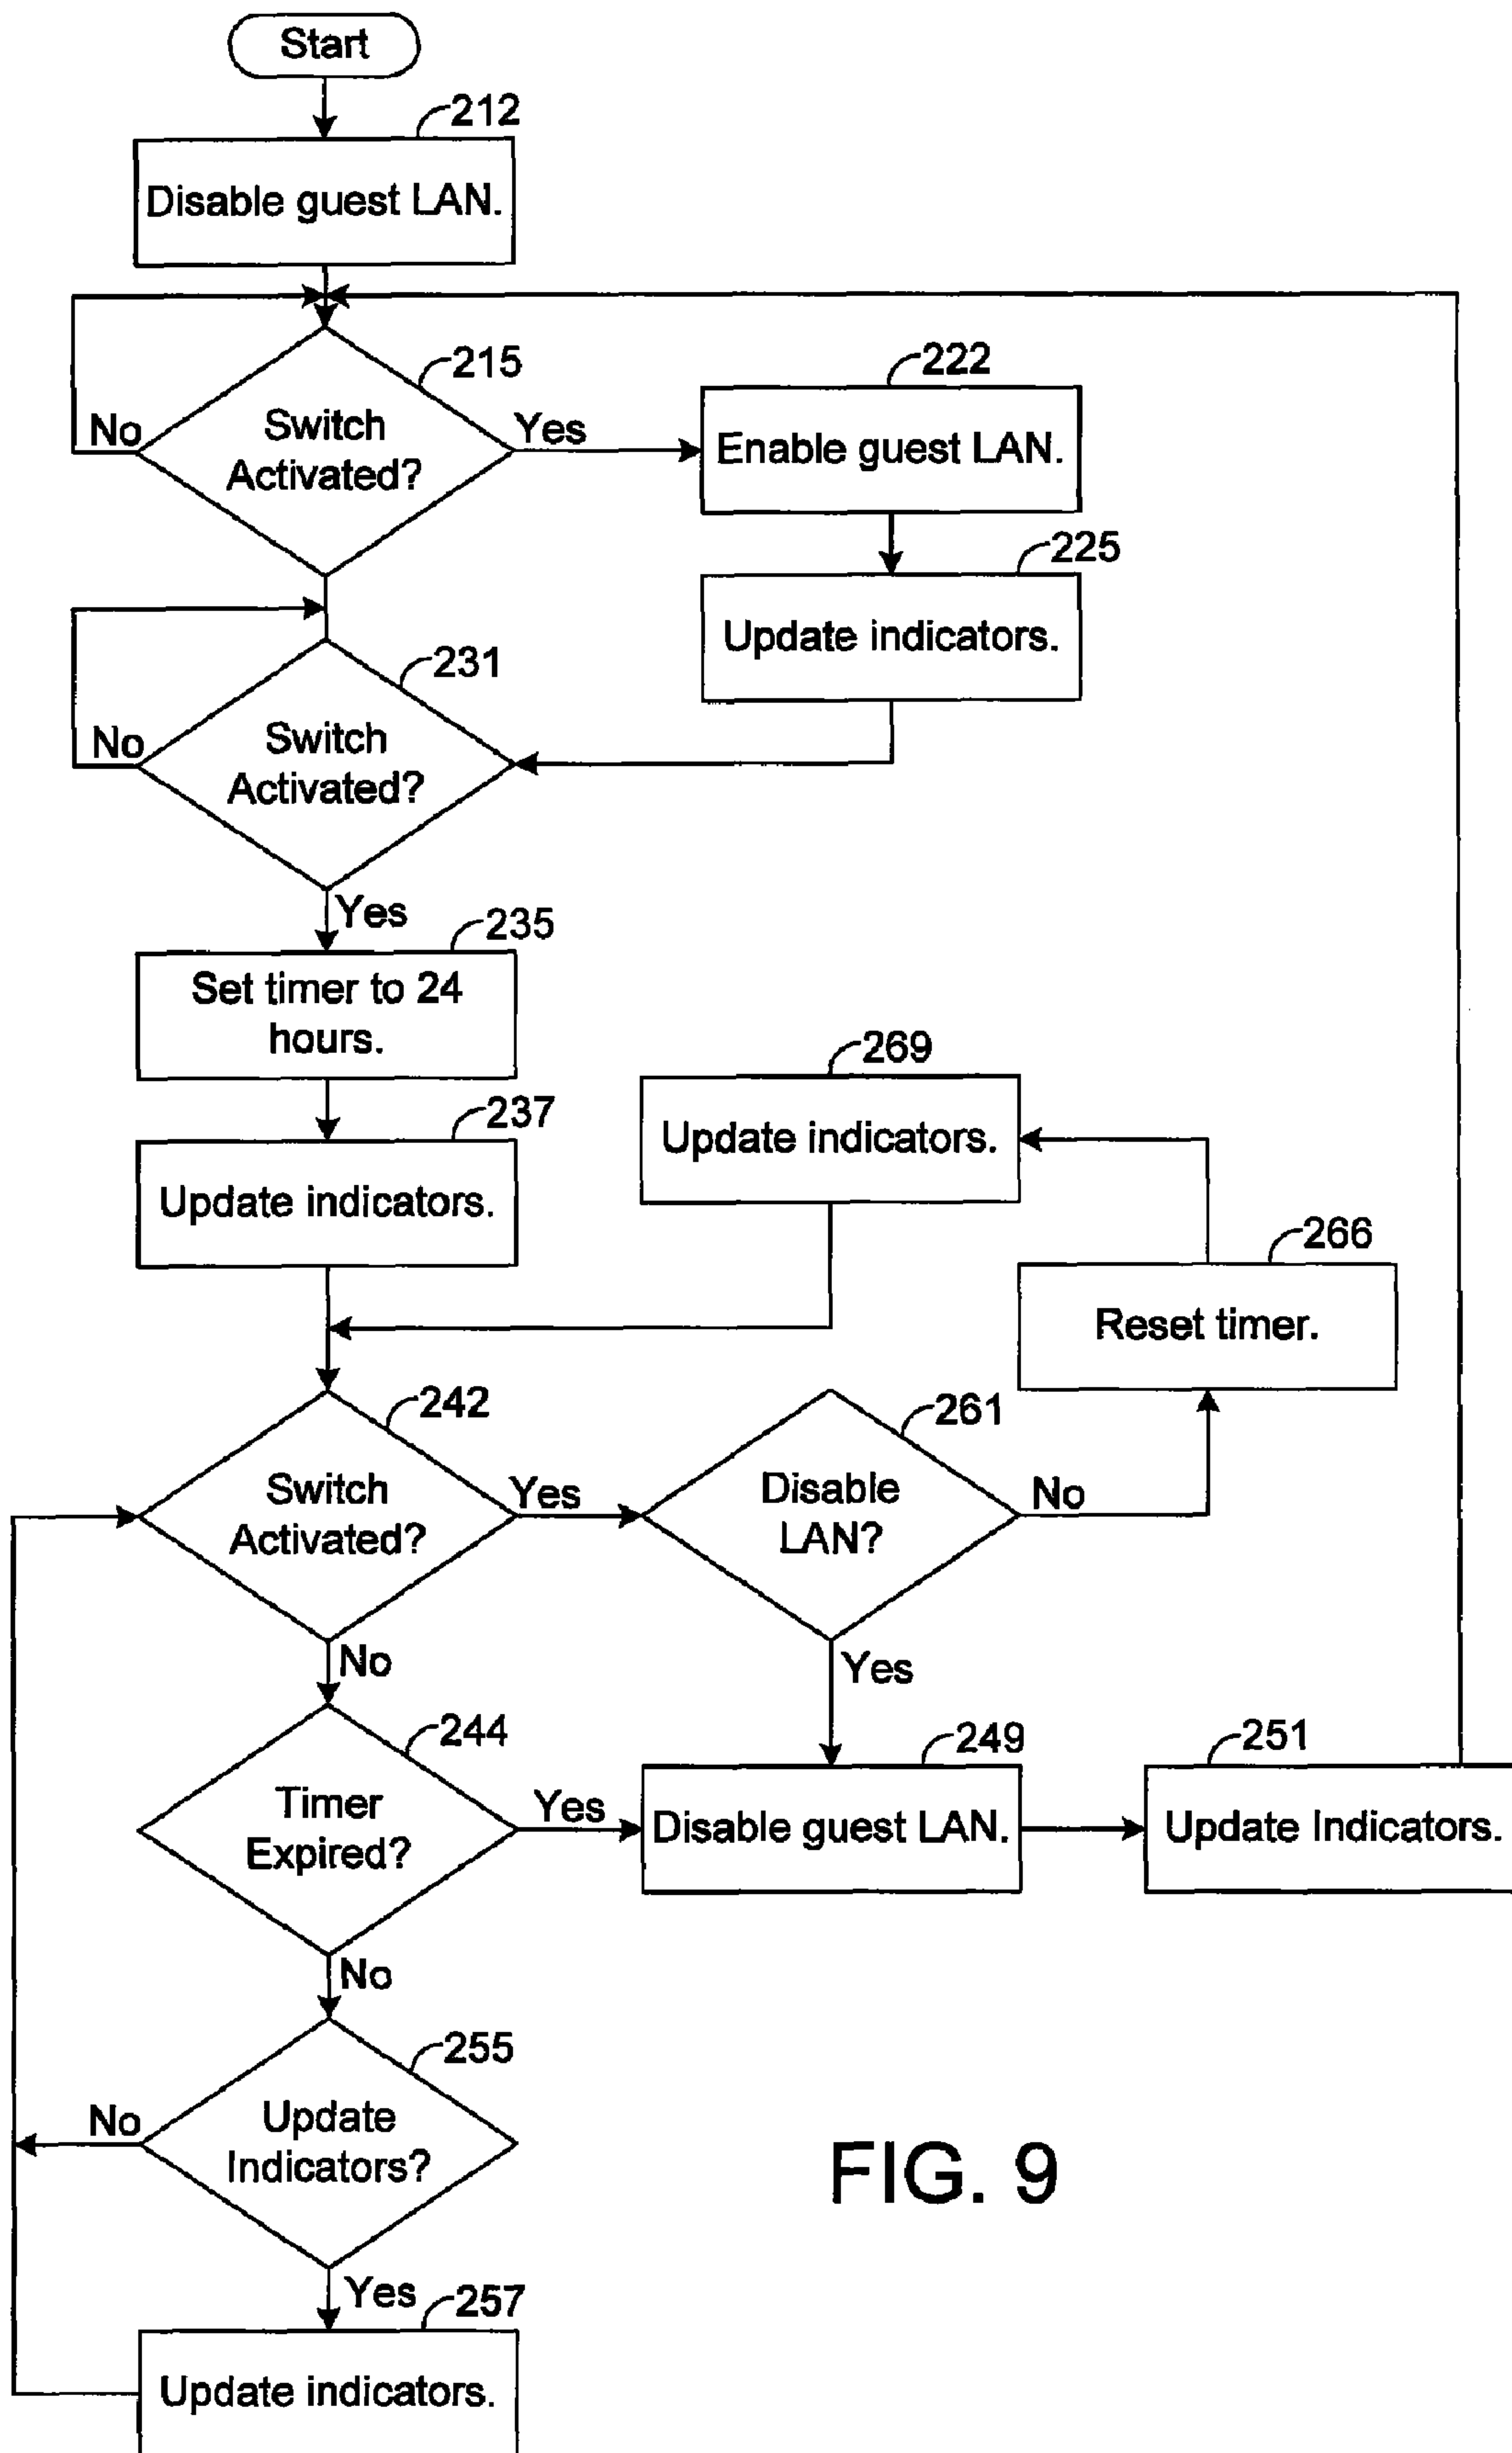 Start
212
Disable guest LAN.
215
Switch
Activated?
No
Yes
222
Enable guest LAN.
225
Update indicators.
231
Switch
Activated?
No
Yes
235
Set timer to 24
hours.
237
Update indicators.
269
Update indicators.
266
Reset timer.
242
Switch
Activated?
Yes
No
261
Disable
LAN?
No
Yes
244
Timer
Expired?
Yes
No
249
Disable guest LAN.
251
Update Indicators.
255
Update
Indicators?
No
Yes
257
Update indicators.
FIG. 9